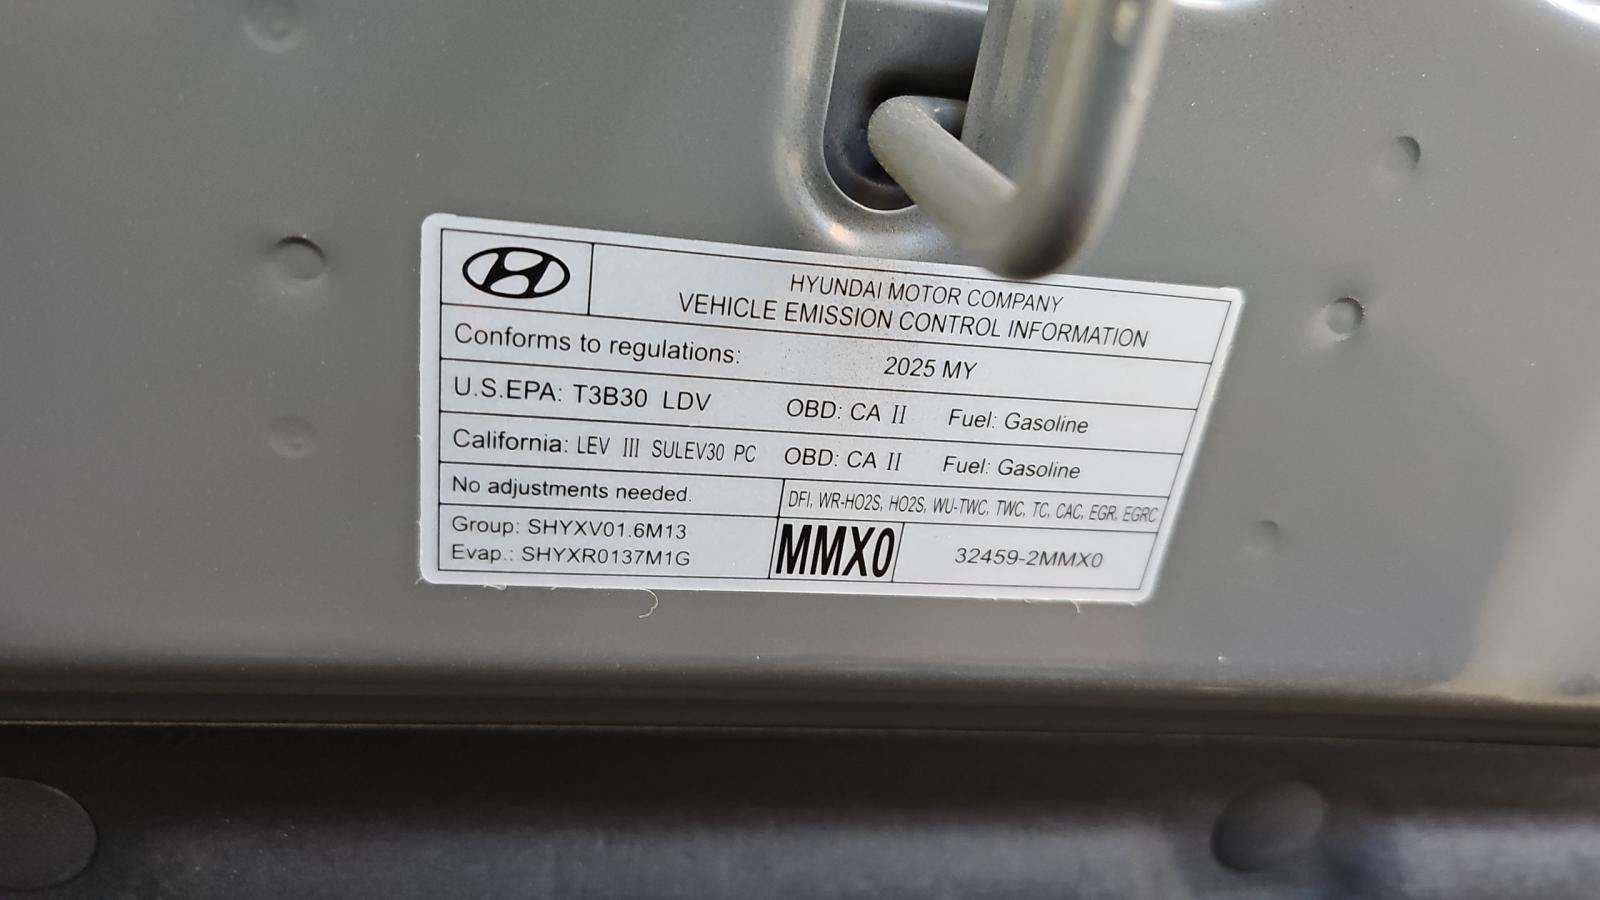 HYUNDAI MOTOR COMPANY
VEHICLE EMISSION CONTROL INFORMATION
Conforms to regulations: 2025 MY
U.S.EPA: T3B30 LDV OBD: CA II Fuel: Gasoline
California: LEV III SULEV30 PC OBD: CA II Fuel: Gasoline
No adjustments needed. DFI, WR-HO2S, HO2S, WU-TWC, TWC, TC, CAC, EGR, EGRC
Group: SHYXV01.6M13
Evap.: SHYXR0137M1G
MMX0 32459-2MMX0